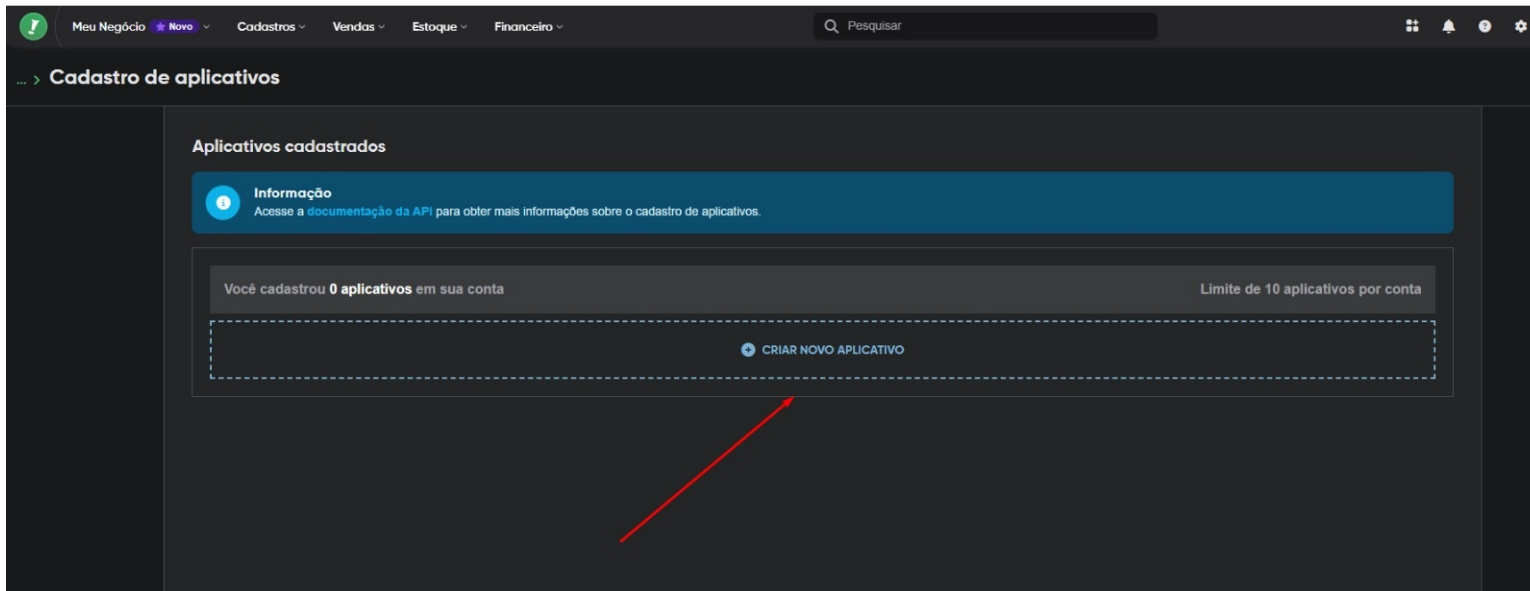 Meu Negócio ★ Novo Cadastros Vendas Estoque Financeiro Pesquisar
... > Cadastro de aplicativos
Aplicativos cadastrados
Informação
Acesse a documentação da API para obter mais informações sobre o cadastro de aplicativos.
Você cadastrou 0 aplicativos em sua conta Limite de 10 aplicativos por conta
CRIAR NOVO APLICATIVO